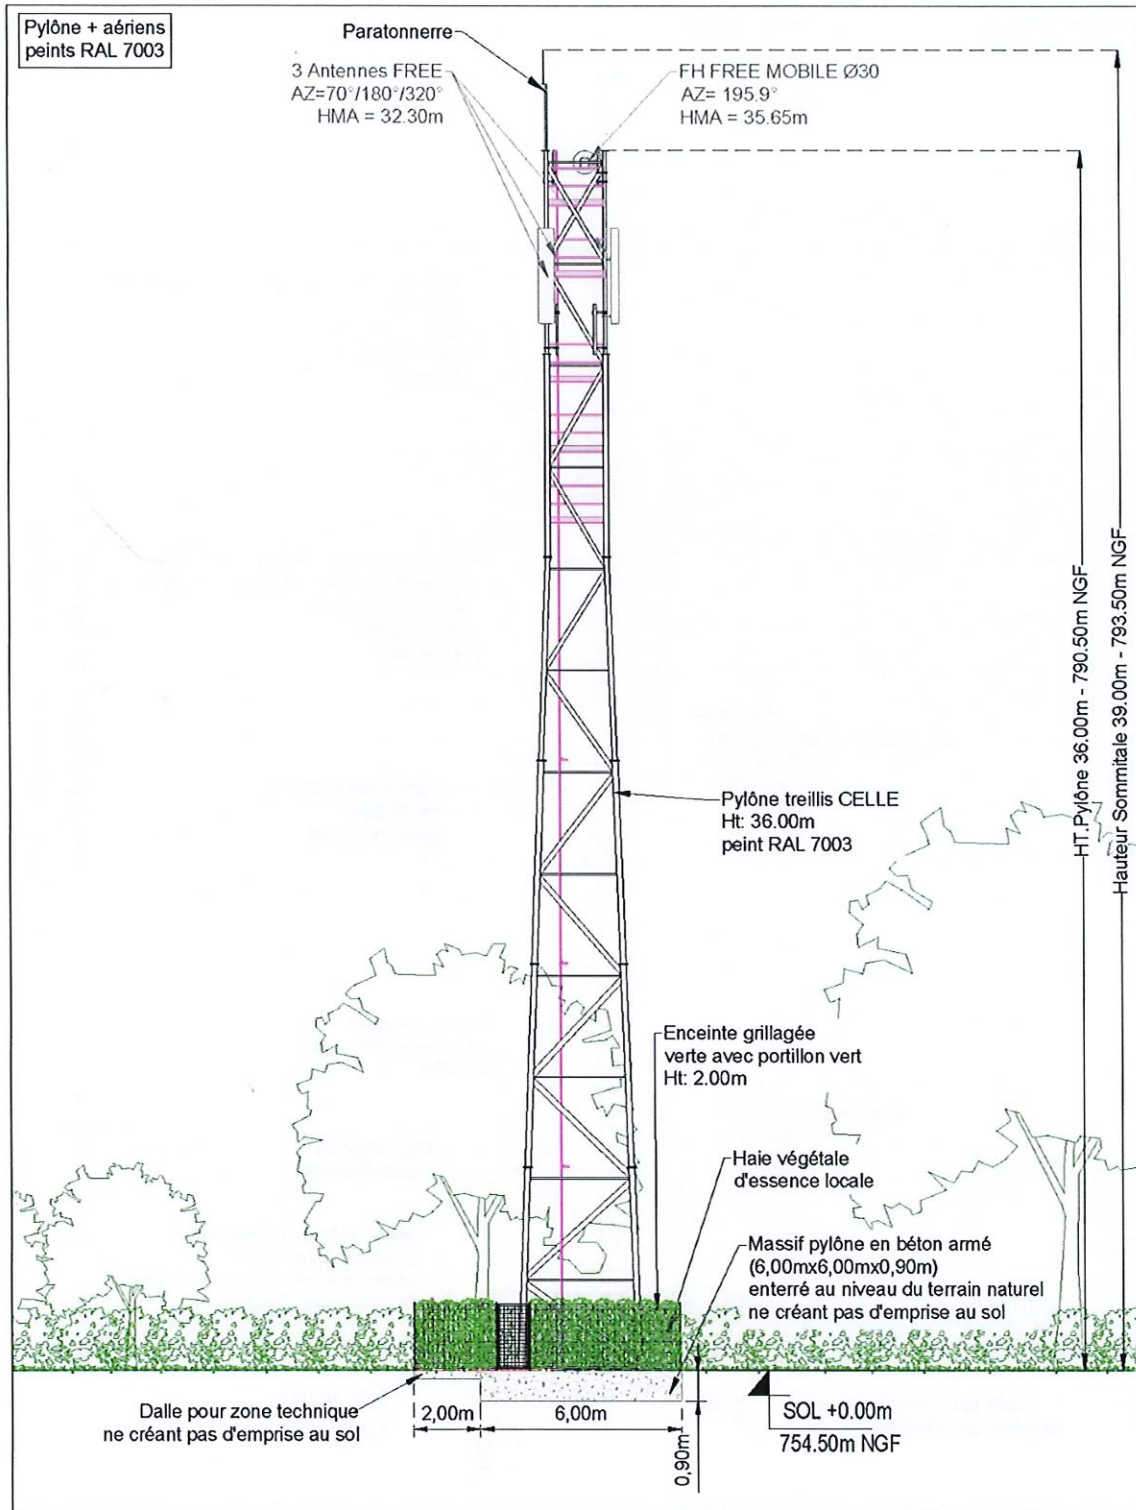 Pylône + aériens
peints RAL 7003
Paratonnerre
3 Antennes FREE
AZ=70°/180°/320°
HMA = 32.30m
FH FREE MOBILE Ø30
AZ= 195.9°
HMA = 35.65m
HT.Pylône 36.00m - 790.50m NGF
Hauteur Sommitale 39.00m - 793.50m NGF
Pylône treillis CELLE
Ht: 36.00m
peint RAL 7003
Enceinte grillagée
verte avec portillon vert
Ht: 2.00m
Haie végétale
d'essence locale
Massif pylône en béton armé
(6,00mx6,00mx0,90m)
enterré au niveau du terrain naturel
ne créant pas d'emprise au sol
Dalle pour zone technique
ne créant pas d'emprise au sol
2,00m
6,00m
0,90m
SOL +0.00m
754.50m NGF